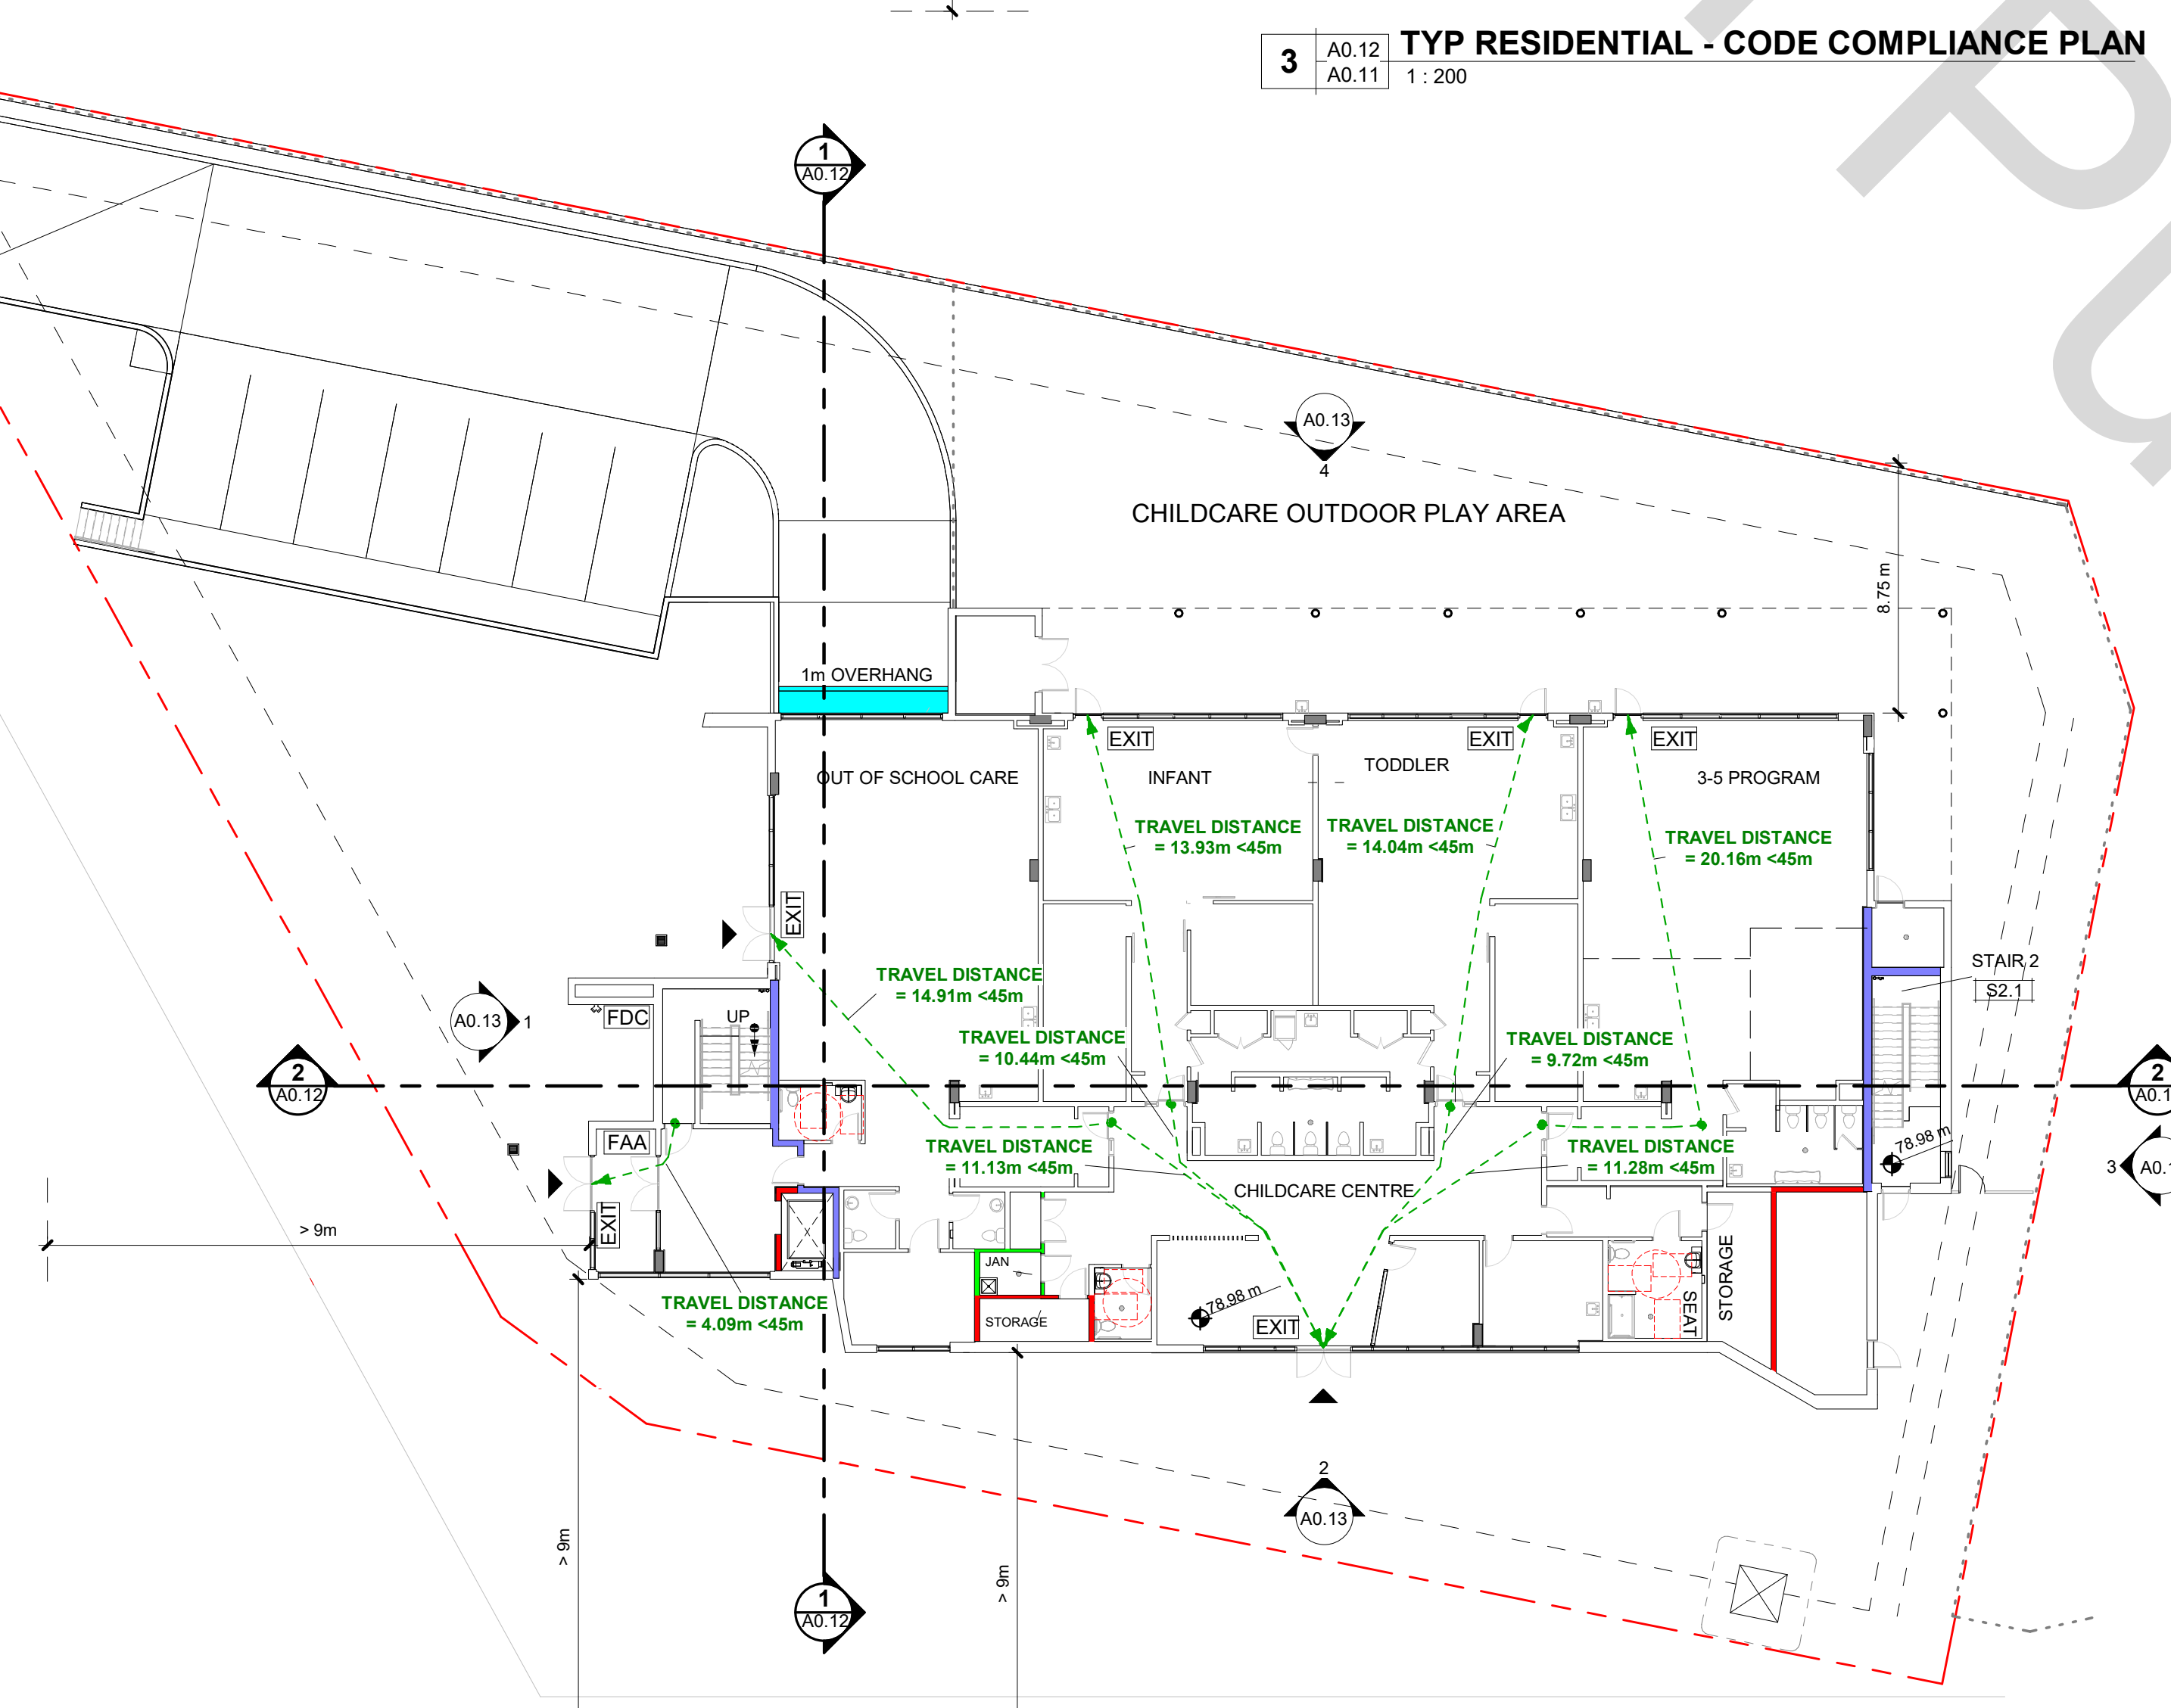 3
A0.12
A0.11
TYP RESIDENTIAL - CODE COMPLIANCE PLAN
1 : 200
1
A0.12
A0.13
4
CHILDCARE OUTDOOR PLAY AREA
8.75 m
1m OVERHANG
EXIT
EXIT
EXIT
OUT OF SCHOOL CARE
INFANT
TODDLER
3-5 PROGRAM
TRAVEL DISTANCE
= 13.93m <45m
TRAVEL DISTANCE
= 14.04m <45m
TRAVEL DISTANCE
= 20.16m <45m
EXIT
STAIR 2
S2.1
TRAVEL DISTANCE
= 14.91m <45m
A0.13
1
FDC
UP
TRAVEL DISTANCE
= 10.44m <45m
TRAVEL DISTANCE
= 9.72m <45m
2
A0.12
2
A0.1
FAA
TRAVEL DISTANCE
= 11.13m <45m
TRAVEL DISTANCE
= 11.28m <45m
78.98 m
3
A0.1
CHILDCARE CENTRE
> 9m
EXIT
JAN
STORAGE
STORAGE
SEAT
78.98 m
EXIT
TRAVEL DISTANCE
= 4.09m <45m
2
A0.13
> 9m
> 9m
1
A0.12